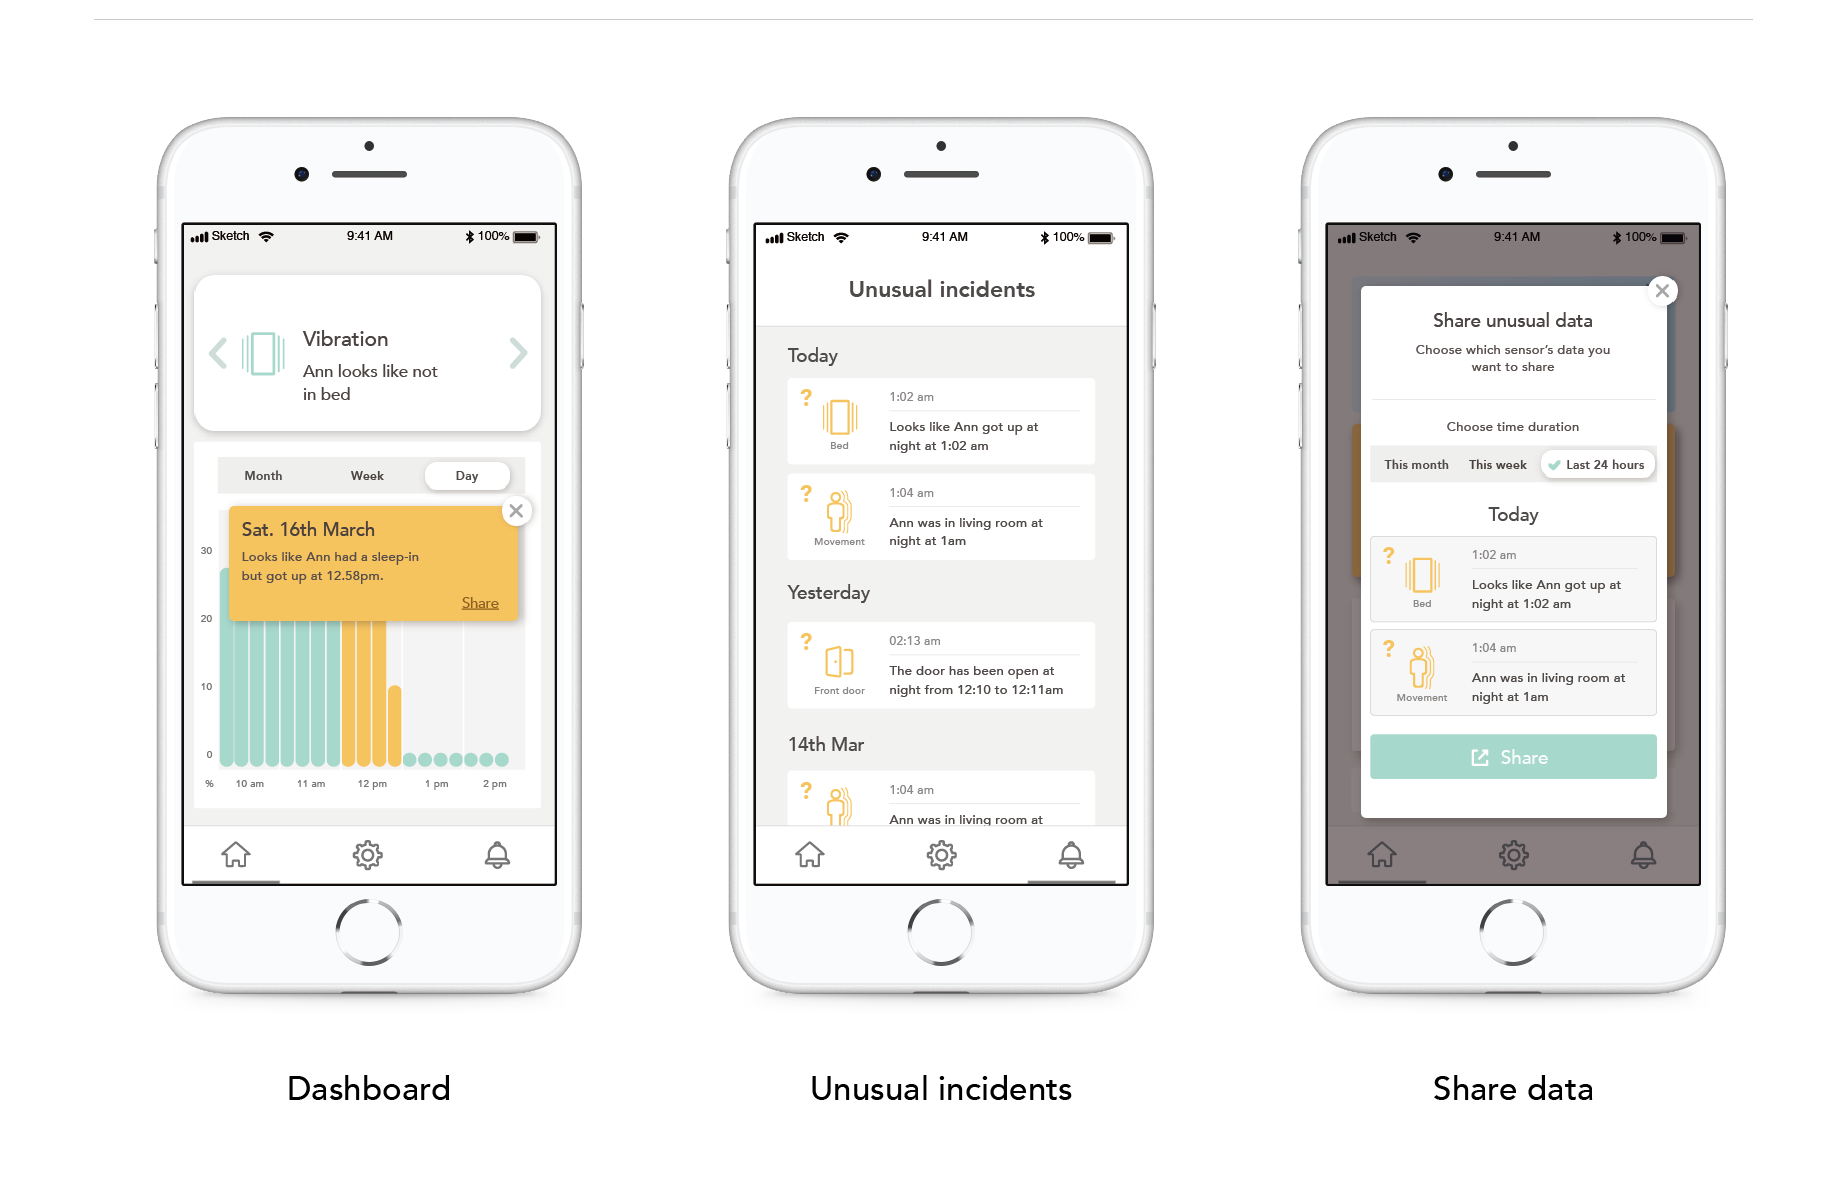 Sketch 9:41 AM 100%
Vibration
Ann looks like not
in bed
Month Week Day
Sat. 16th March
Looks like Ann had a sleep-in
but got up at 12.58pm.
Share
30
20
10
0
% 10 am 11 am 12 pm 1 pm 2 pm
Dashboard
Sketch 9:41 AM 100%
Unusual incidents
Today
?
1:02 am
Looks like Ann got up at
night at 1:02 am
Bed
?
1:04 am
Ann was in living room at
night at 1am
Movement
Yesterday
?
02:13 am
The door has been open at
night from 12:10 to 12:11am
Front door
14th Mar
?
1:04 am
Ann was in living room at
Unusual incidents
Sketch 9:41 AM 100%
Share unusual data
Choose which sensor's data you
want to share
Choose time duration
This month This week Last 24 hours
Today
?
1:02 am
Looks like Ann got up at
night at 1:02 am
Bed
?
1:04 am
Ann was in living room at
night at 1am
Movement
Share
Share data